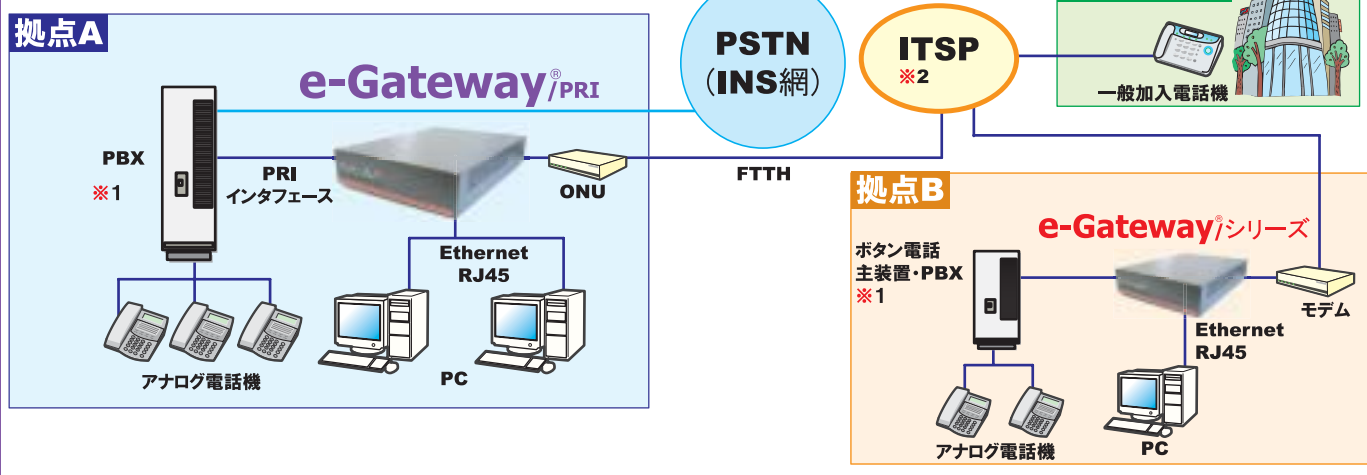 拠点A
e-Gateway®i/PRI
PBX
※1
PRI
インタフェース
ONU
Ethernet
RJ45
アナログ電話機
PC
PSTN
（INS網）
FTTH
ITSP
※2
一般加入電話機
拠点B
e-Gateway®iシリーズ
ボタン電話
主装置・PBX
※1
モデム
Ethernet
RJ45
アナログ電話機
PC